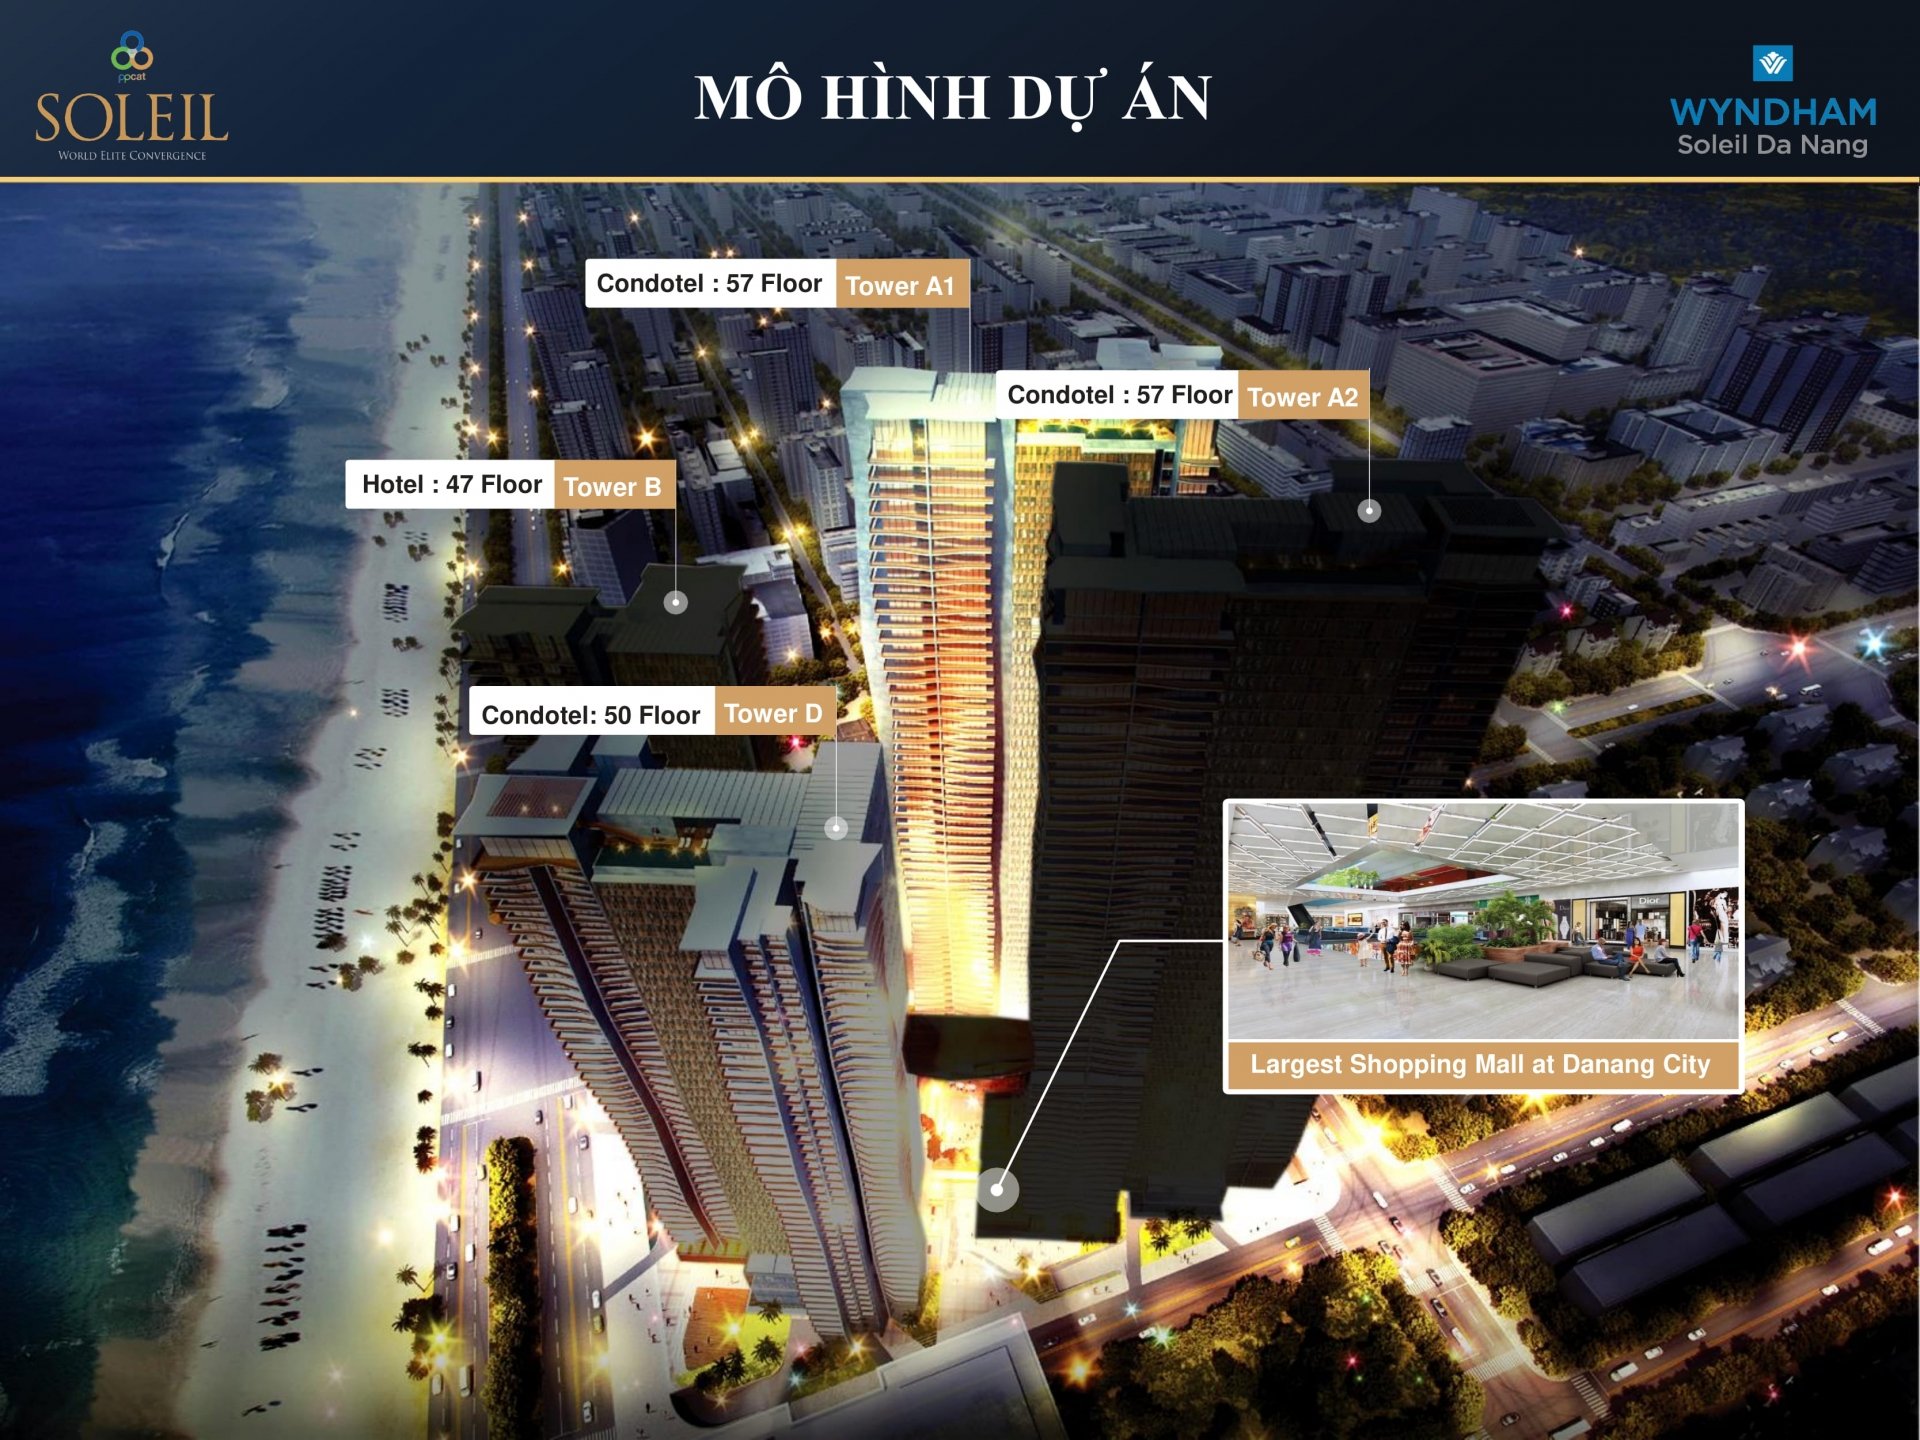 ppcat
SOLEIL
WORLD ELITE CONVERGENCE
MÔ HÌNH DỰ ÁN
WYNDHAM
Soleil Da Nang
Condotel : 57 Floor Tower A1
Condotel : 57 Floor Tower A2
Hotel : 47 Floor Tower B
Condotel: 50 Floor Tower D
Dior
Largest Shopping Mall at Danang City